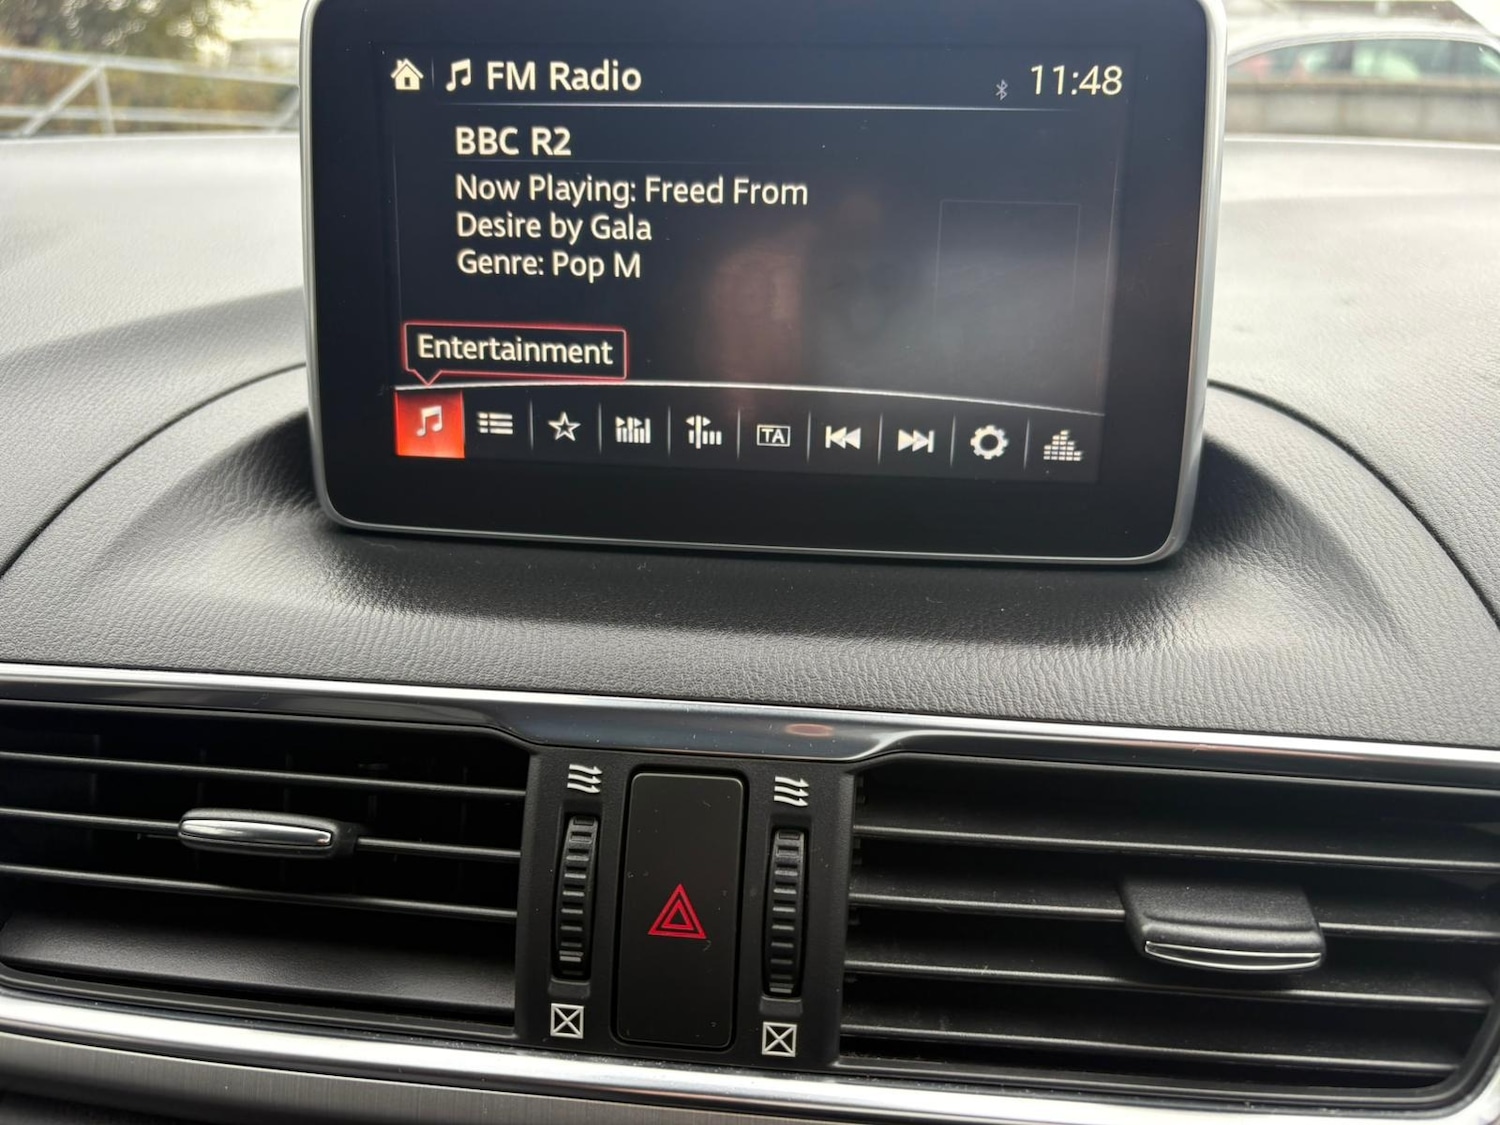 FM Radio 11:48
BBC R2
Now Playing: Freed From
Desire by Gala
Genre: Pop M
Entertainment
TA